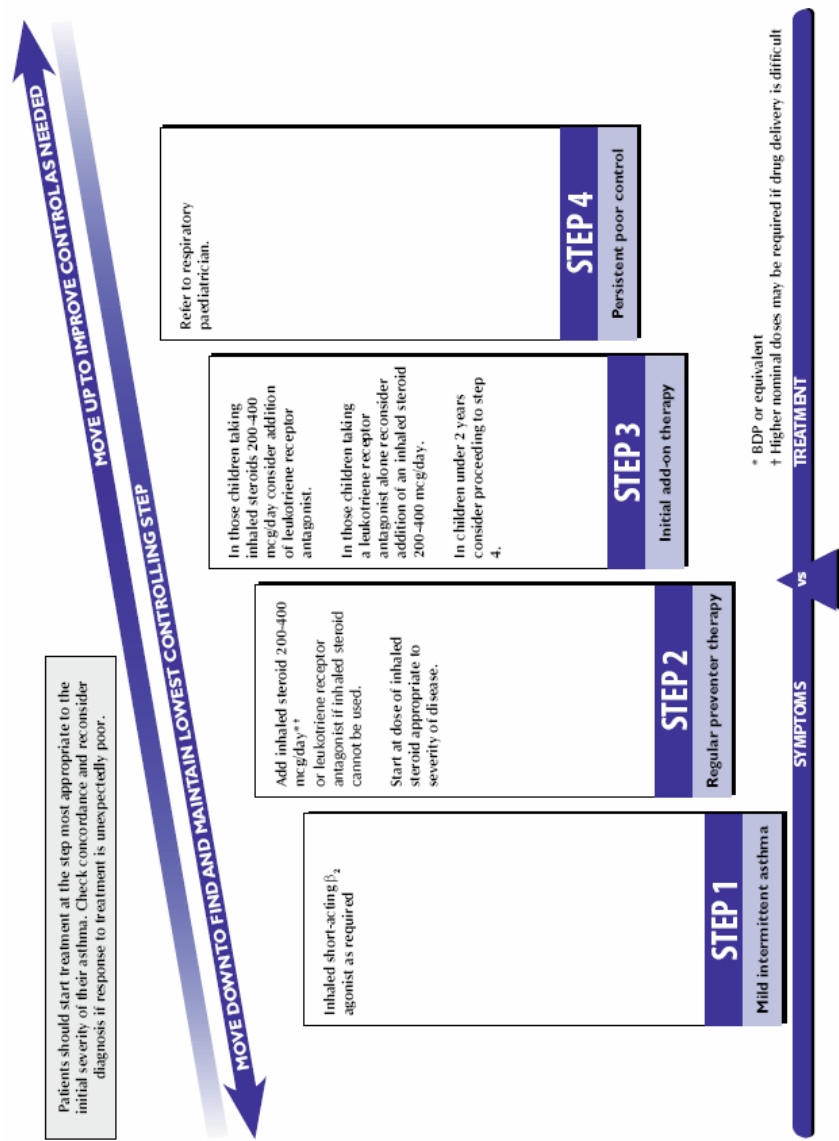 Patients should start treatment at the step most appropriate to the
initial severity of their asthma. Check concordance and reconsider
diagnosis if response to treatment is unexpectedly poor.
MOVE UP TO IMPROVE CONTROL AS NEEDED
MOVE DOWN TO FIND AND MAINTAIN LOWEST CONTROLLING STEP
Inhaled short-acting β₂
agonist as required
STEP 1
Mild intermittent asthma
Add inhaled steroid 200-400
mcg/day*†
or leukotriene receptor
antagonist if inhaled steroid
cannot be used.
Start at dose of inhaled
steroid appropriate to
severity of disease.
STEP 2
Regular preventer therapy
In those children taking
inhaled steroids 200-400
mcg/day consider addition
of leukotriene receptor
antagonist.
In those children taking
a leukotriene receptor
antagonist alone reconsider
addition of an inhaled steroid
200-400 mcg/day.
In children under 2 years
consider proceeding to step
4.
STEP 3
Initial add-on therapy
Refer to respiratory
paediatrician.
STEP 4
Persistent poor control
* BDP or equivalent
† Higher nominal doses may be required if drug delivery is difficult
SYMPTOMS vs TREATMENT